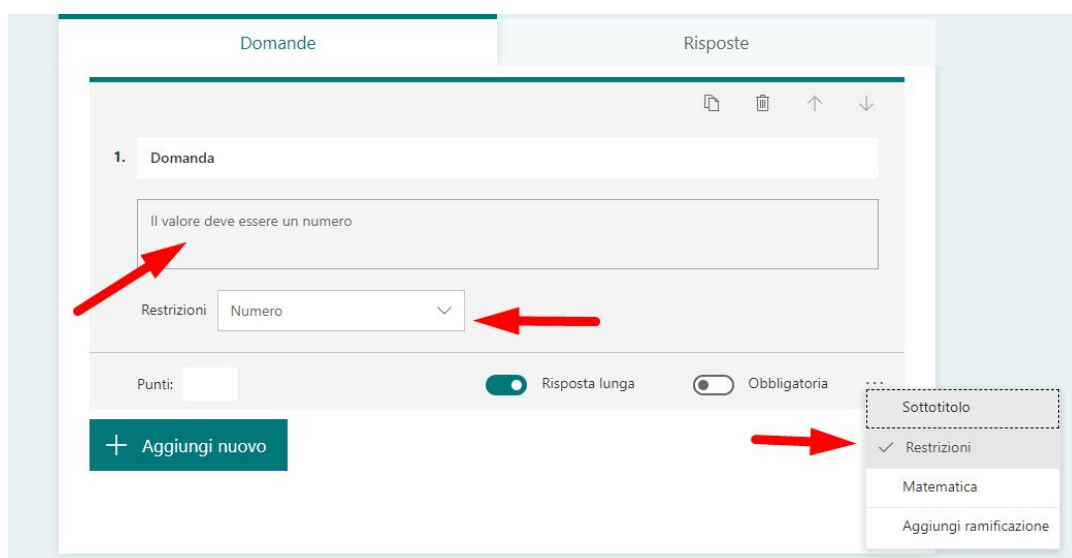 Domande
Risposte
1. Domanda
Il valore deve essere un numero
Restrizioni Numero
Punti:
Risposta lunga
Obbligatoria
...
Sottotitolo
Restrizioni
Matematica
Aggiungi ramificazione
Aggiungi nuovo